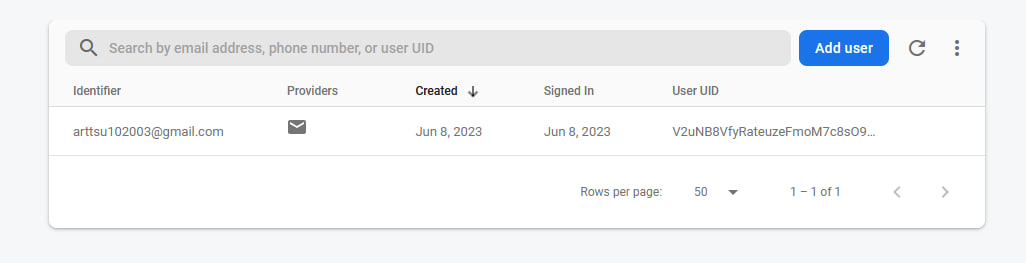 Search by email address, phone number, or user UID Add user
Identifier Providers Created Signed In User UID
arttsu102003@gmail.com Jun 8, 2023 Jun 8, 2023 V2uNB8VfyRateuzeFmoM7c8sO9...
Rows per page: 50 1 – 1 of 1